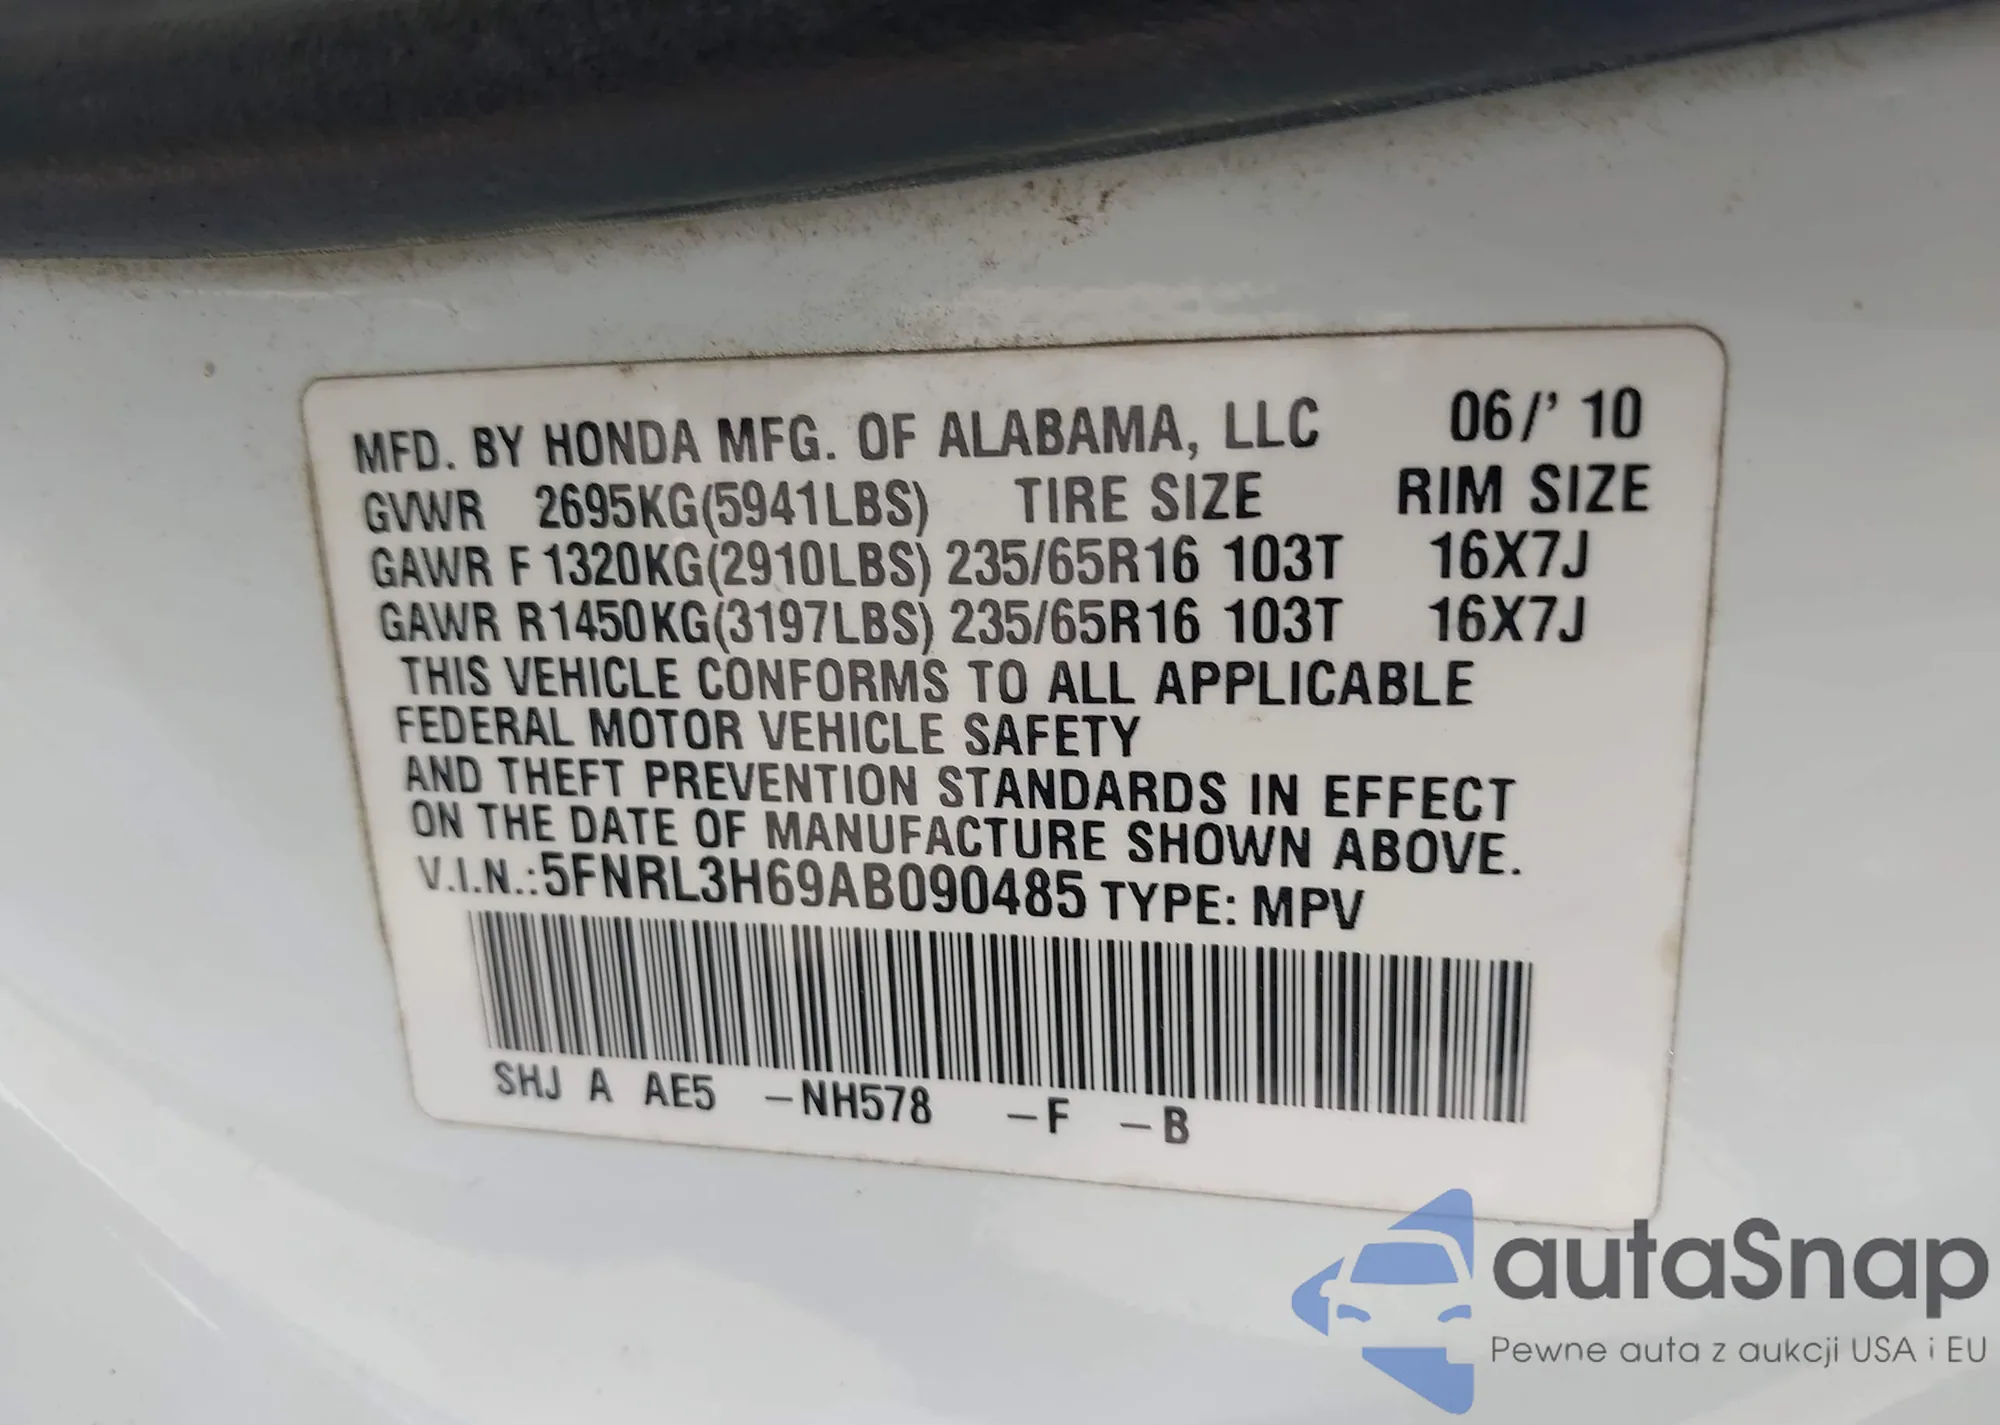 MFD. BY HONDA MFG. OF ALABAMA, LLC 06/' 10
GVWR 2695KG(5941LBS) TIRE SIZE RIM SIZE
GAWR F 1320KG(2910LBS) 235/65R16 103T 16X7J
GAWR R1450KG(3197LBS) 235/65R16 103T 16X7J
THIS VEHICLE CONFORMS TO ALL APPLICABLE
FEDERAL MOTOR VEHICLE SAFETY
AND THEFT PREVENTION STANDARDS IN EFFECT
ON THE DATE OF MANUFACTURE SHOWN ABOVE.
V.I.N.:5FNRL3H69AB090485 TYPE: MPV
SHJ A AE5 –NH578 –F –B
autaSnap
Pewne auta z aukcji USA i EU